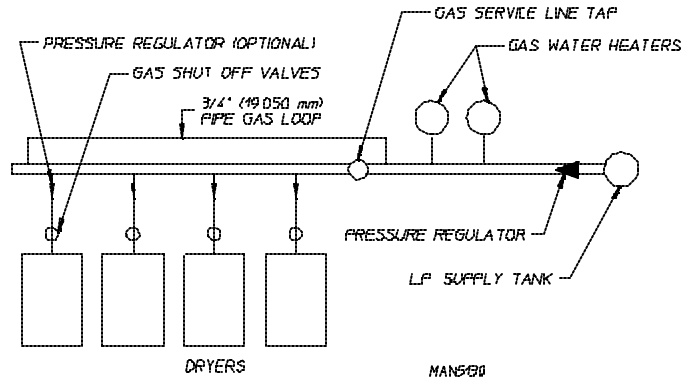 GAS SERVICE LINE TAP
PRESSURE REGULATOR (OPTIONAL)
GAS WATER HEATERS
GAS SHUT OFF VALVES
3/4" (19.050 mm)
PIPE GAS LOOP
PRESSURE REGULATOR
LP SUPPLY TANK
DRYERS
MAN5130